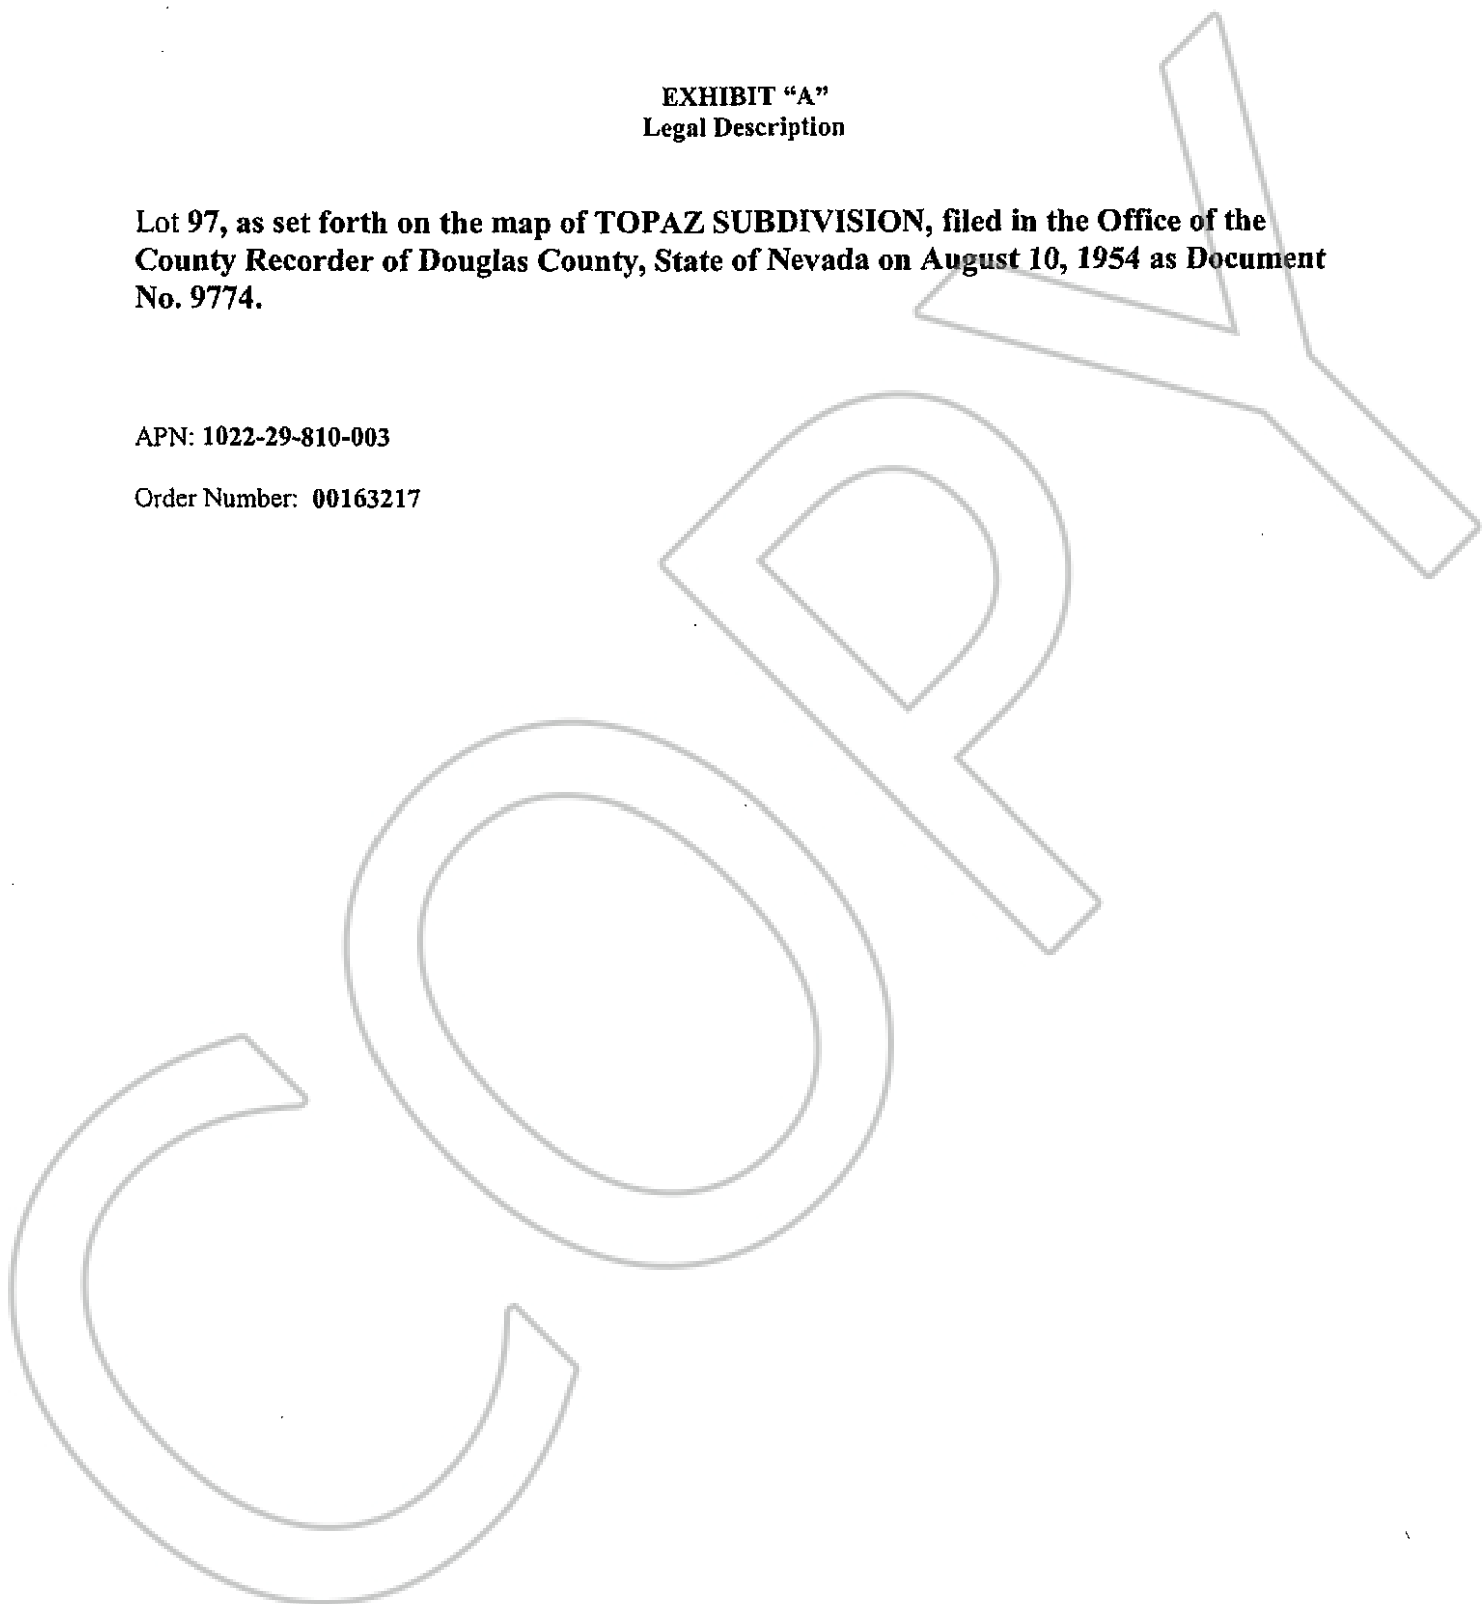 EXHIBIT “A”
Legal Description
Lot 97, as set forth on the map of TOPAZ SUBDIVISION, filed in the Office of the
County Recorder of Douglas County, State of Nevada on August 10, 1954 as Document
No. 9774.
APN: 1022-29-810-003
Order Number: 00163217
COPY